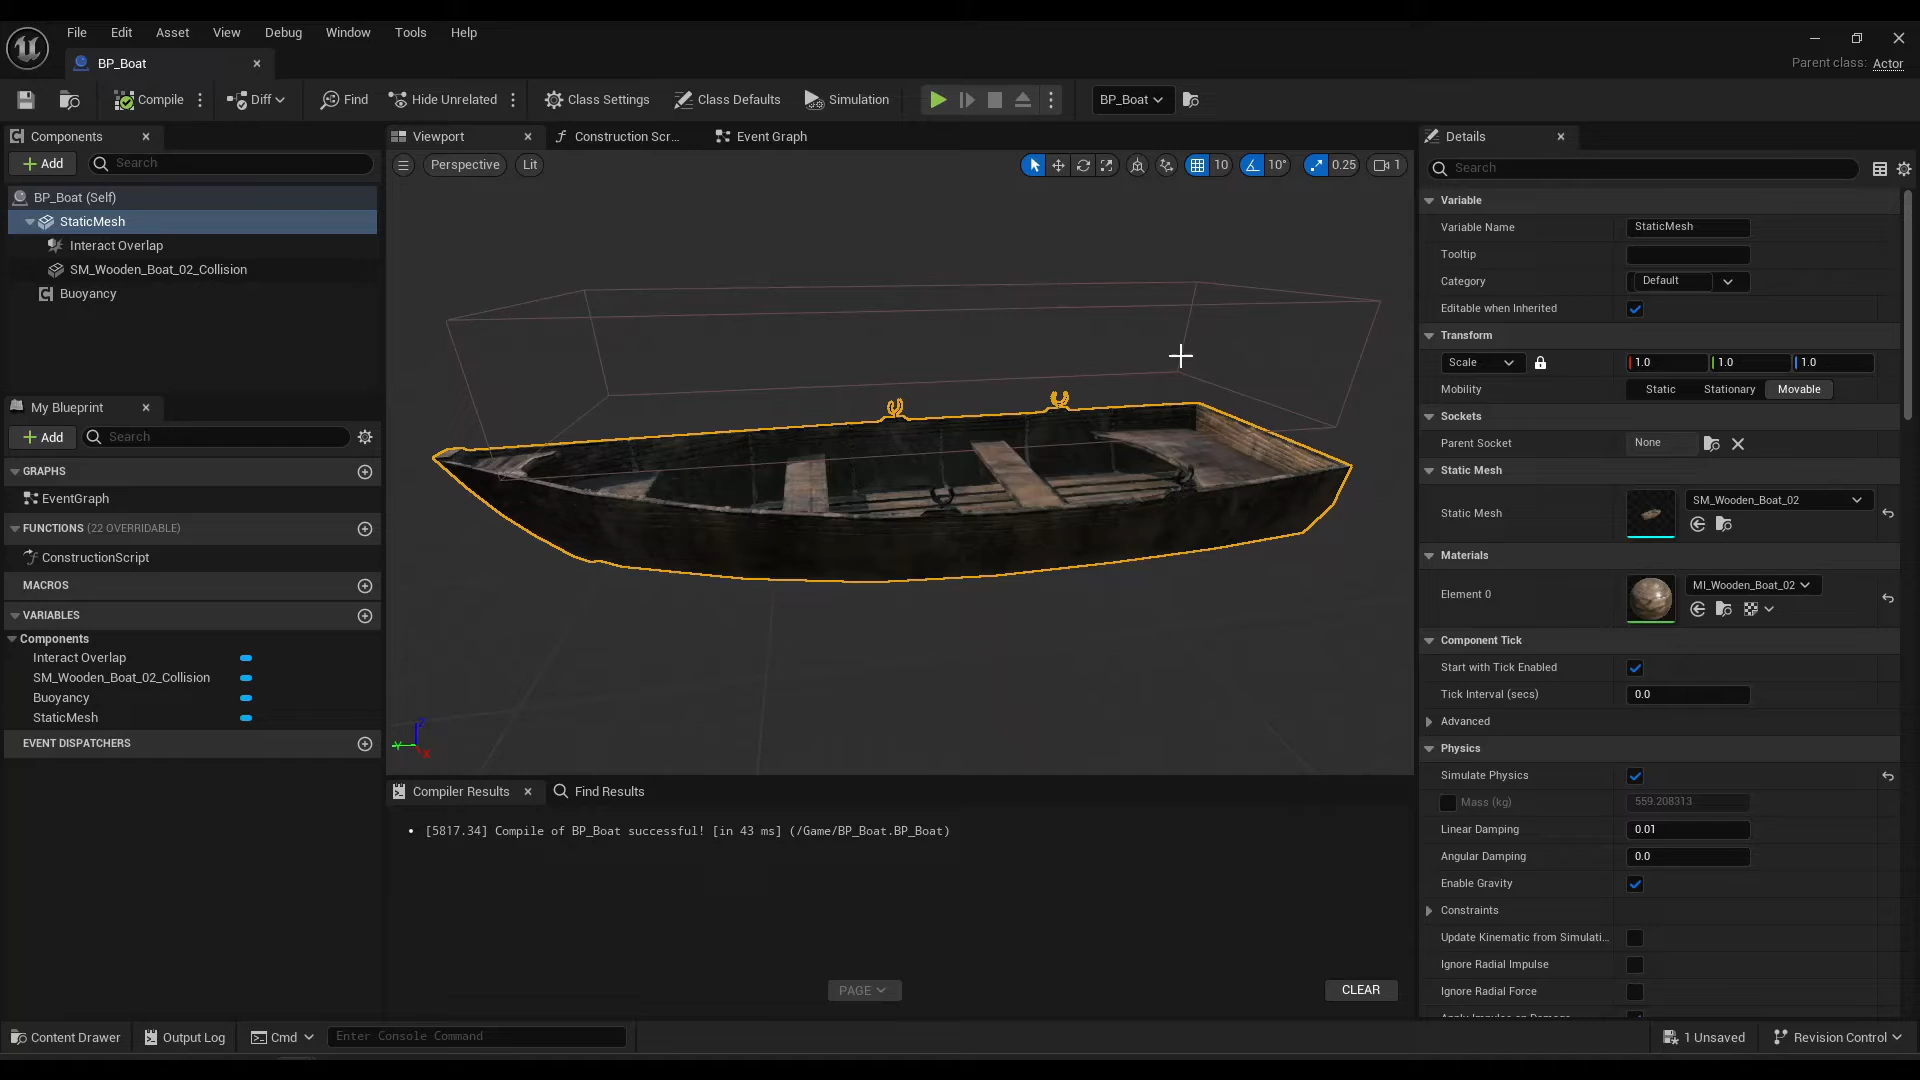 File Edit View Debug Window Tools Help
BP_Boat
Parent class: Actor
Compile Diff Find Hide Unrelated Class Settings Class Defaults Simulation BP_Boat
Components
Add Search
BP_Boat (Self)
StaticMesh
Interact Overlap
SM_Wooden_Boat_02_Collision
Buoyancy
My Blueprint
Add Search
GRAPHS
EventGraph
FUNCTIONS (22 OVERRIDABLE)
ConstructionScript
MACROS
VARIABLES
Components
Interact Overlap
SM_Wooden_Boat_02_Collision
Buoyancy
StaticMesh
EVENT DISPATCHERS
Viewport Construction Scr... Event Graph
Perspective Lit 10 10° 0.25 1
Z
Y
X
Compiler Results Find Results
• [5817.34] Compile of BP_Boat successful! [in 43 ms] (/Game/BP_Boat.BP_Boat)
PAGE CLEAR
Details
Search
Variable
Variable Name StaticMesh
Tooltip
Category Default
Editable when Inherited
Transform
Scale 1.0 1.0 1.0
Mobility Static Stationary Movable
Sockets
Parent Socket None
Static Mesh
Static Mesh SM_Wooden_Boat_02
Materials
Element 0 MI_Wooden_Boat_02
Component Tick
Start with Tick Enabled
Tick Interval (secs) 0.0
Advanced
Physics
Simulate Physics
Mass (kg) 559.208313
Linear Damping 0.01
Angular Damping 0.0
Enable Gravity
Constraints
Update Kinematic from Simulati...
Ignore Radial Impulse
Ignore Radial Force
Apply Impulse on Damage
Content Drawer Output Log Cmd Enter Console Command 1 Unsaved Revision Control